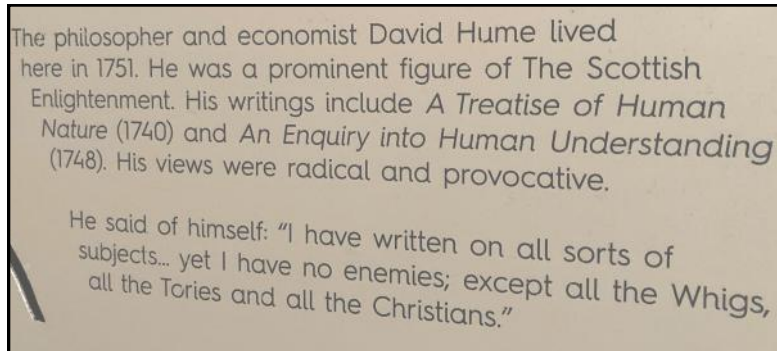 The philosopher and economist David Hume lived
here in 1751. He was a prominent figure of The Scottish
Enlightenment. His writings include A Treatise of Human
Nature (1740) and An Enquiry into Human Understanding
(1748). His views were radical and provocative.
He said of himself: “I have written on all sorts of
subjects... yet I have no enemies; except all the Whigs,
all the Tories and all the Christians.”